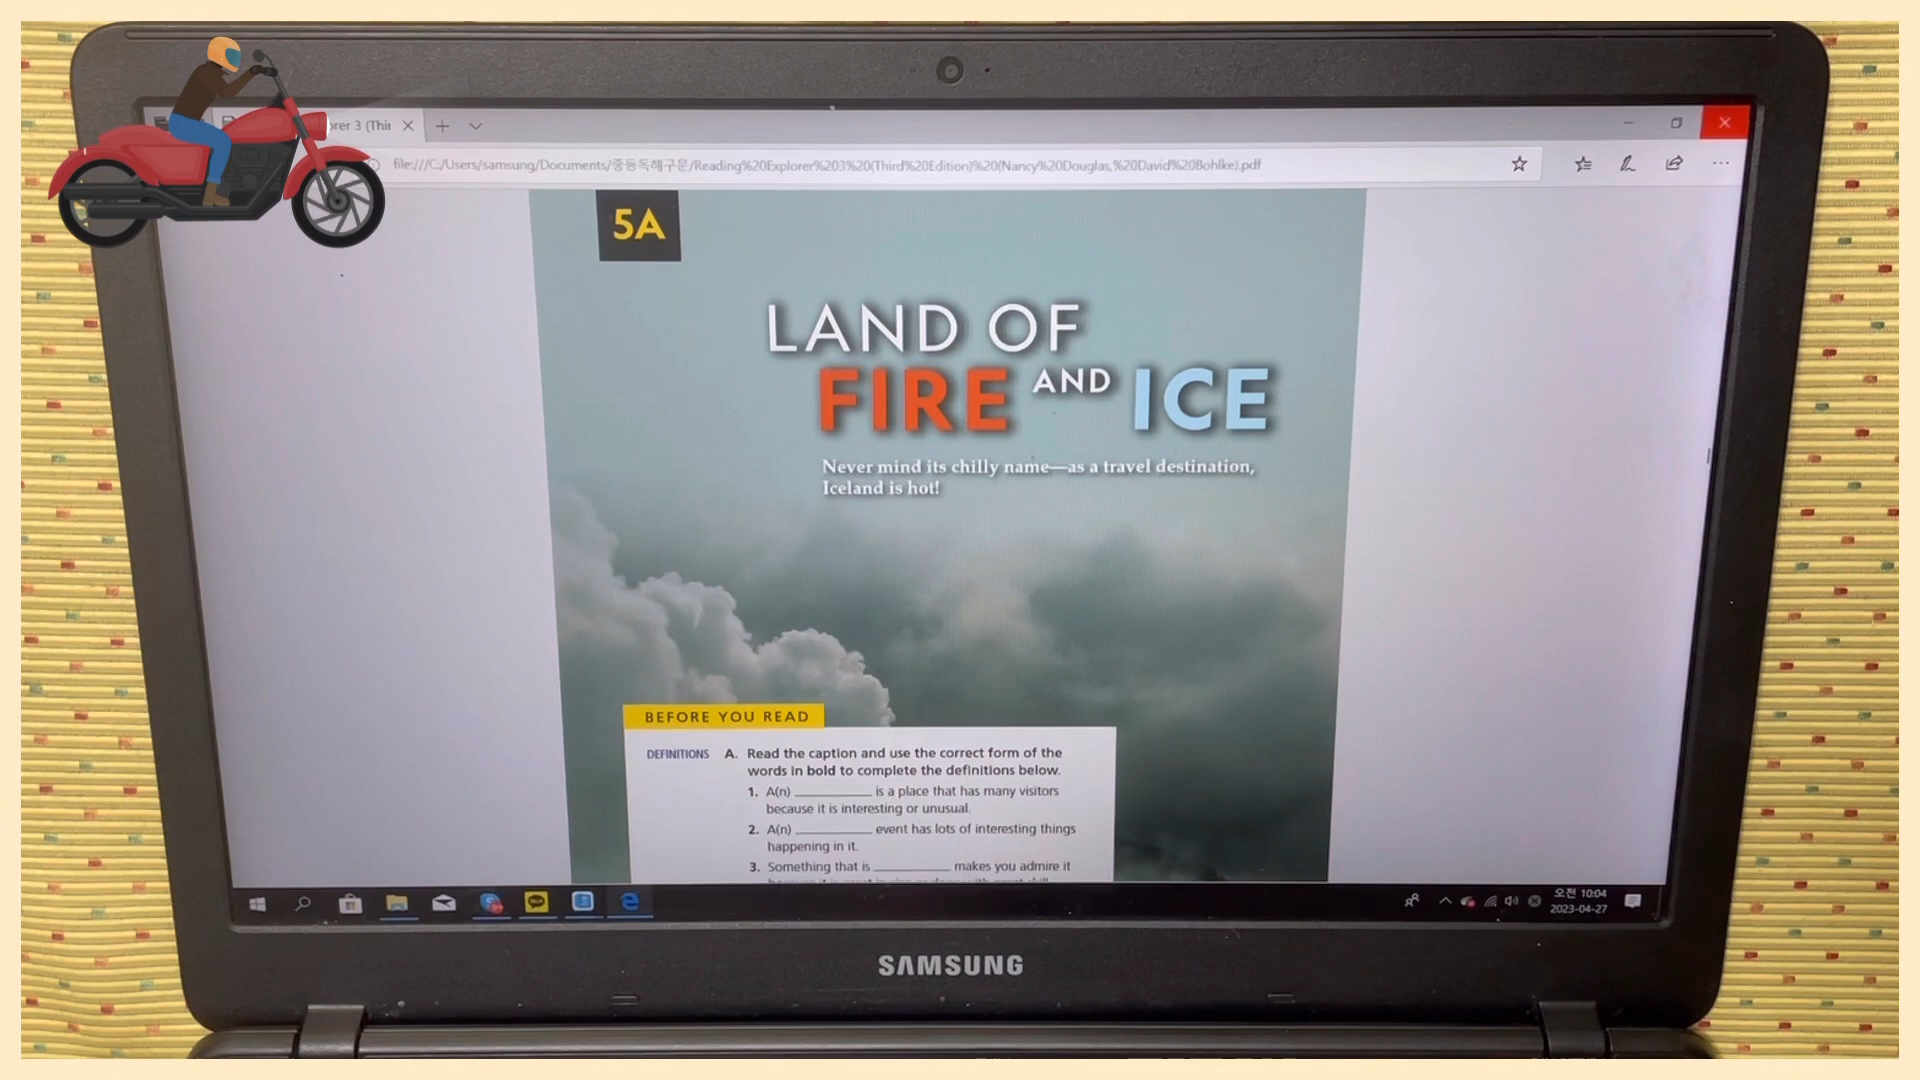 rer 3 (Thir
file:///C:/Users/samsung/Documents/중등독해구문/Reading%20Explorer%203%20(Third%20Edition)%20(Nancy%20Douglas,%20David%20Bohlke).pdf
5A
LAND OF
FIRE AND ICE
Never mind its chilly name—as a travel destination,
Iceland is hot!
BEFORE YOU READ
DEFINITIONS A. Read the caption and use the correct form of the
words in bold to complete the definitions below.
1. A(n) __________ is a place that has many visitors
because it is interesting or unusual.
2. A(n) __________ event has lots of interesting things
happening in it.
3. Something that is __________ makes you admire it
오전 10:04
2023-04-27
SAMSUNG